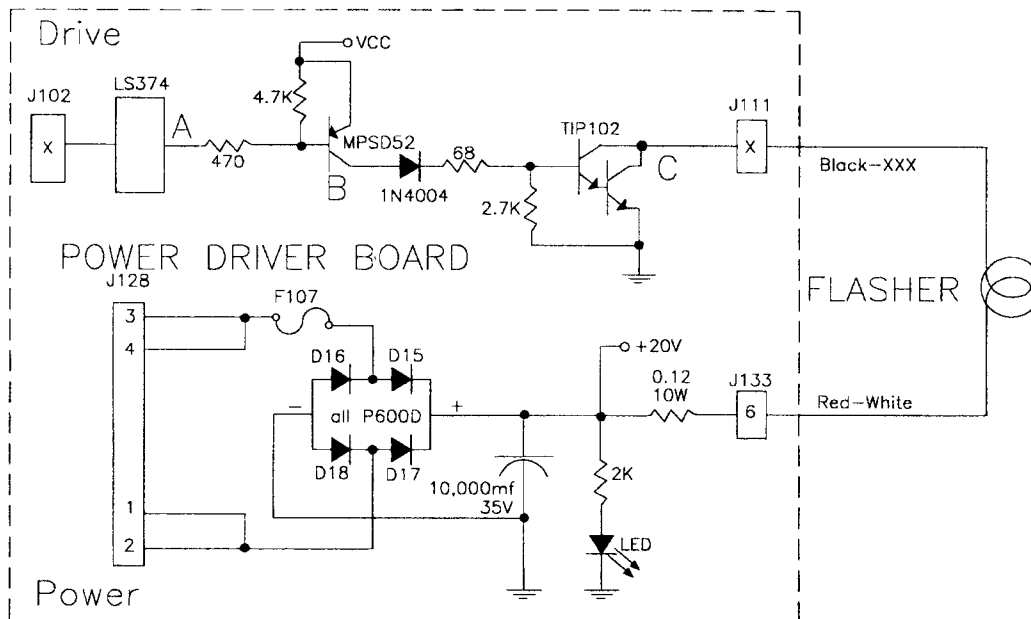 Drive
VCC
J102
LS374
4.7K
A
X
470
MPSD52
B
1N4004
68
2.7K
TIP102
C
J111
X
Black-XXX
POWER DRIVER BOARD
FLASHER
J128
3
4
1
2
F107
D16
D15
- all P600D +
D18
D17
10,000mf
35V
+20V
0.12
10W
J133
6
Red-White
2K
LED
Power